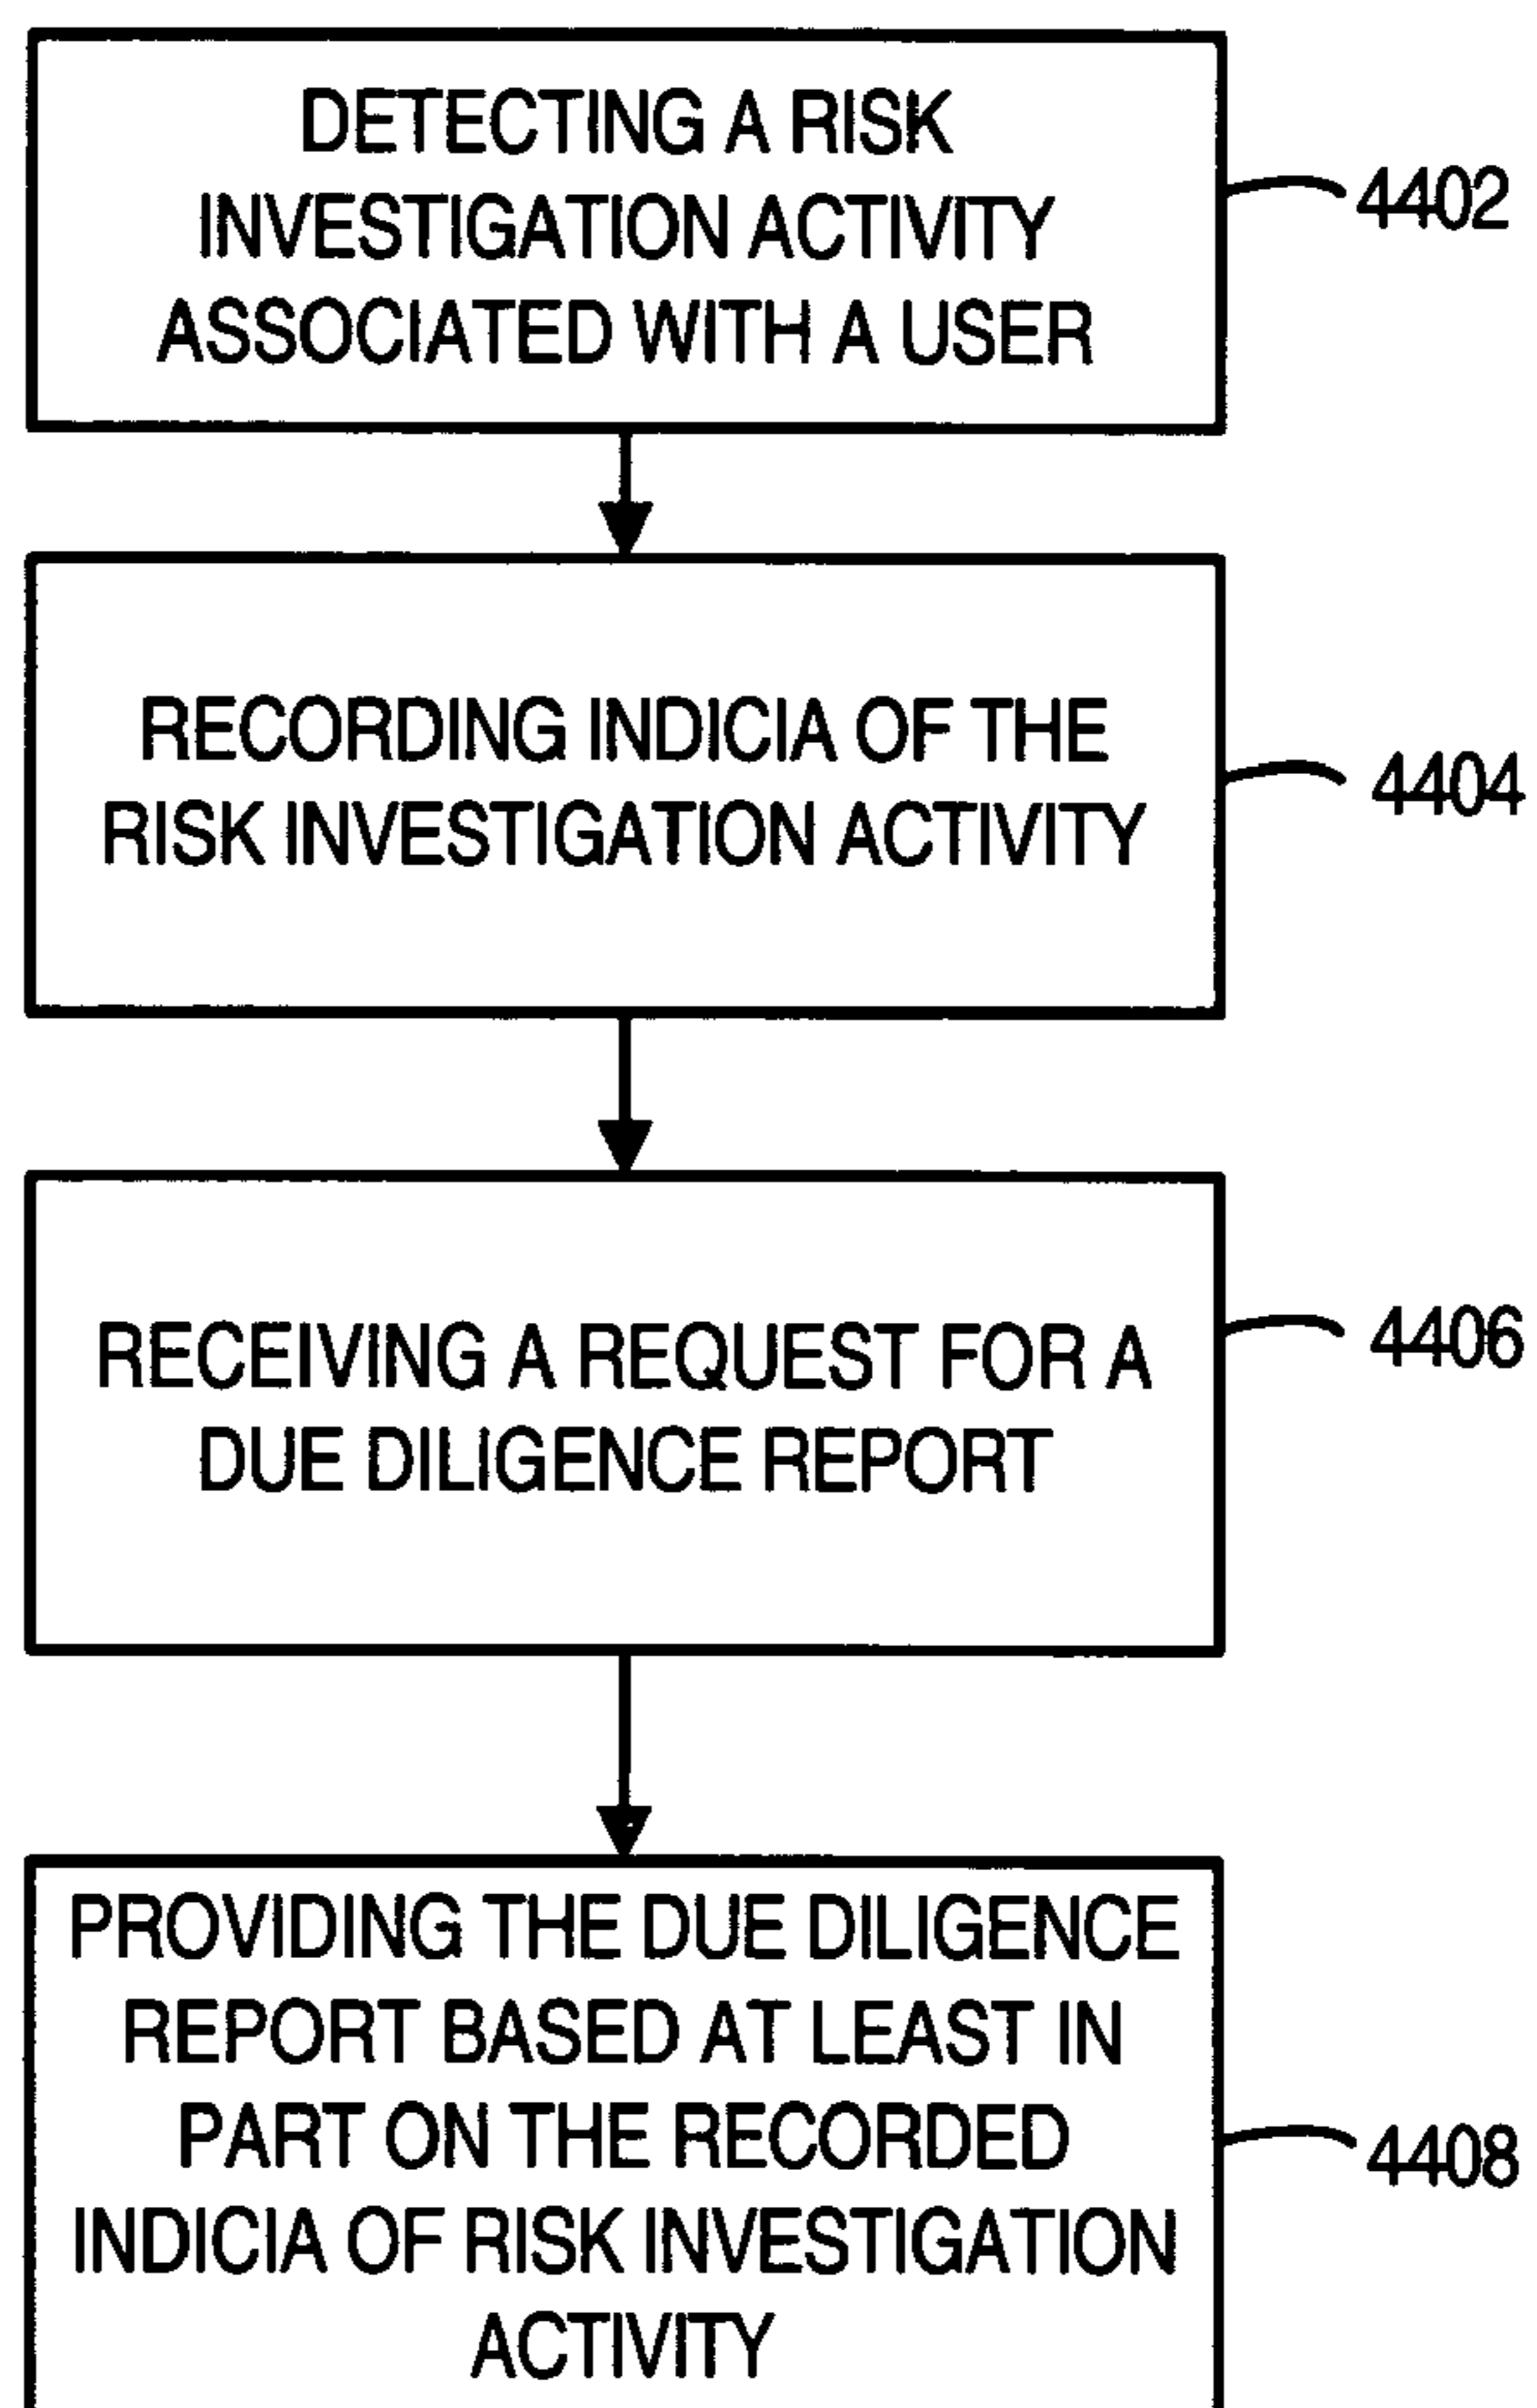 DETECTING A RISK
INVESTIGATION ACTIVITY
ASSOCIATED WITH A USER
4402
RECORDING INDICIA OF THE
RISK INVESTIGATION ACTIVITY
4404
RECEIVING A REQUEST FOR A
DUE DILIGENCE REPORT
4406
PROVIDING THE DUE DILIGENCE
REPORT BASED AT LEAST IN
PART ON THE RECORDED
INDICIA OF RISK INVESTIGATION
ACTIVITY
4408